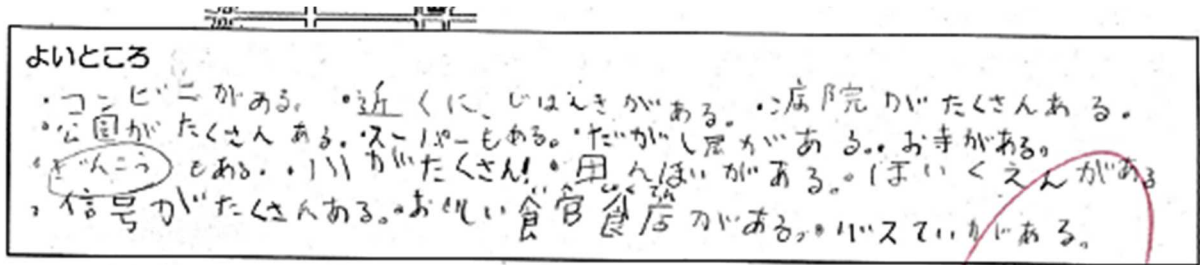 よいところ
・コンビニがある。・近くに、じはんきがある。・病院がたくさんある。
・公園がたくさんある。・スーパーもある。・だがし屋がある。・お寺がある。
・ぎんこうもある。・川がたくさん!・田んぼがある。・ほいくえんがある
・信号がたくさんある。・おいしい飲食店がある。・バスていがある。